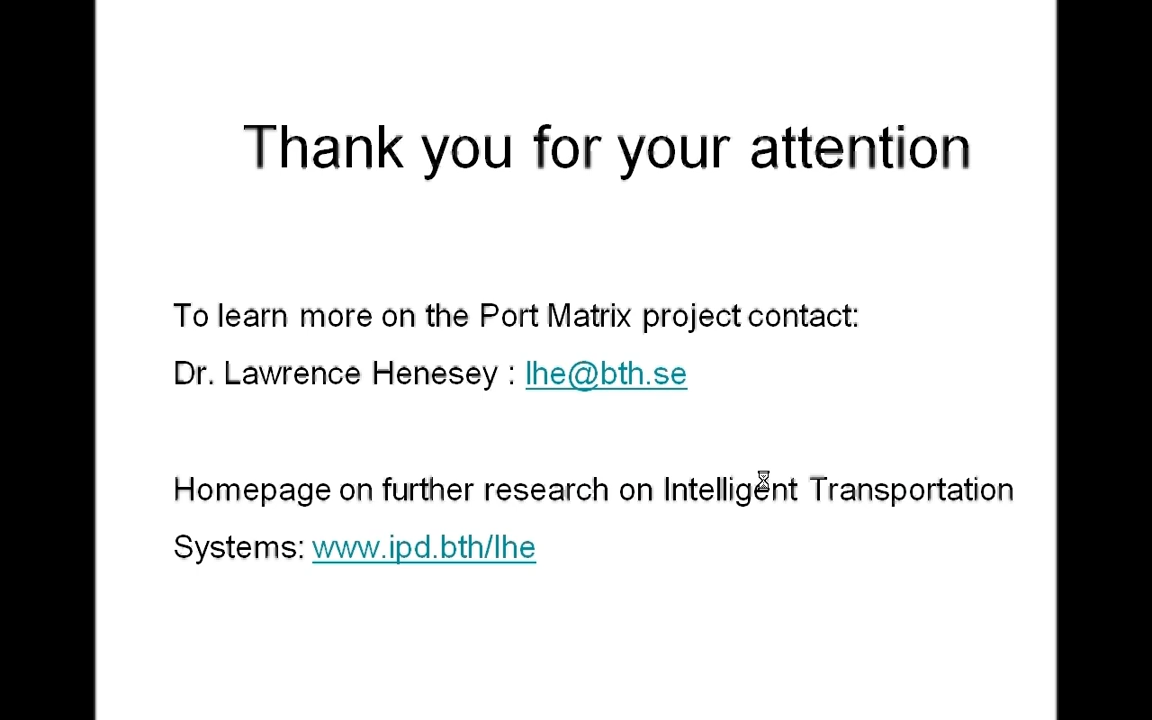 Thank you for your attention
To learn more on the Port Matrix project contact:
Dr. Lawrence Henesey : lhe@bth.se
Homepage on further research on Intelligent Transportation
Systems: www.ipd.bth/lhe